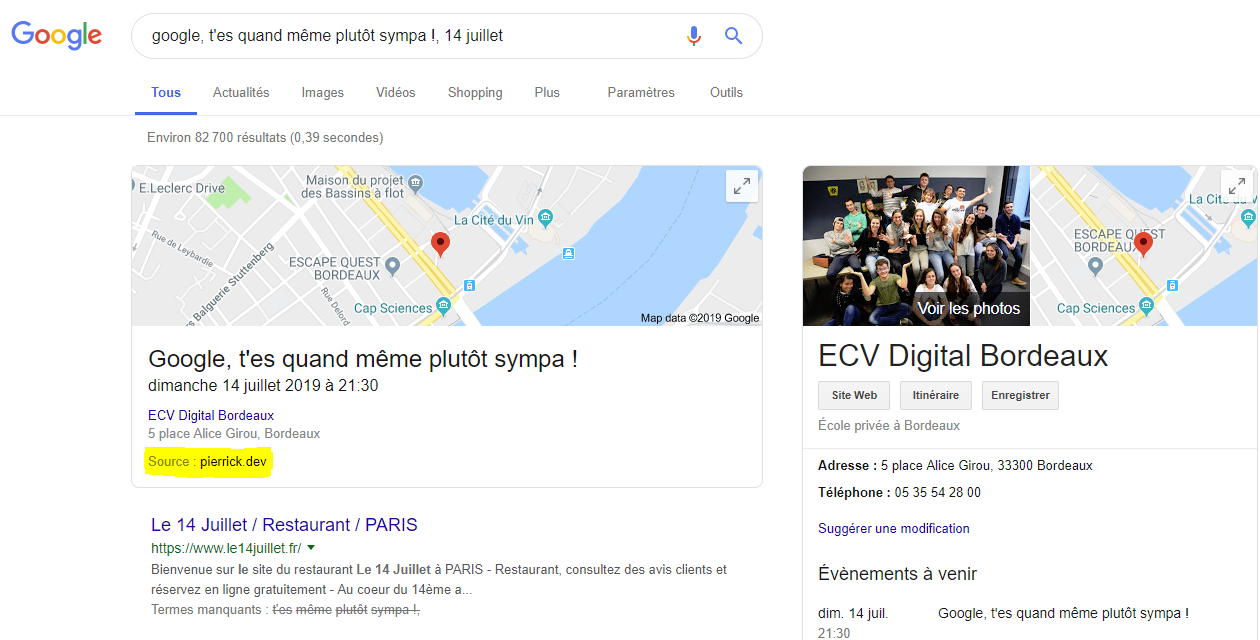 Google
google, t'es quand même plutôt sympa !, 14 juillet
Tous Actualités Images Vidéos Shopping Plus Paramètres Outils
Environ 82 700 résultats (0,39 secondes)
E.Leclerc Drive
Maison du projet
des Bassins à flot
La Cité du Vin
Rue de Leybardie
ESCAPE QUEST
BORDEAUX
s Balguerie Stuttenberg
Rue Delord
Cap Sciences
Map data ©2019 Google
Google, t'es quand même plutôt sympa !
dimanche 14 juillet 2019 à 21:30
ECV Digital Bordeaux
5 place Alice Girou, Bordeaux
Source : pierrick.dev
Le 14 Juillet / Restaurant / PARIS
https://www.le14juillet.fr/
Bienvenue sur le site du restaurant Le 14 Juillet à PARIS - Restaurant, consultez des avis clients et
réservez en ligne gratuitement - Au coeur du 14ème a...
Termes manquants : t'es même plutôt sympa !,
Voir les photos
La Cité du V
ESCAPE QUEST
BORDEAUX
Cap Sciences
ECV Digital Bordeaux
Site Web Itinéraire Enregistrer
École privée à Bordeaux
Adresse : 5 place Alice Girou, 33300 Bordeaux
Téléphone : 05 35 54 28 00
Suggérer une modification
Évènements à venir
dim. 14 juil. Google, t'es quand même plutôt sympa !
21:30